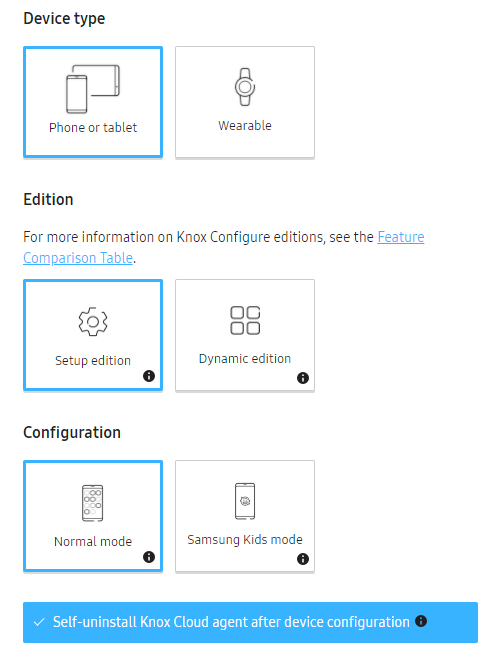 Device type
Phone or tablet
Wearable
Edition
For more information on Knox Configure editions, see the Feature
Comparison Table.
Setup edition
Dynamic edition
Configuration
Normal mode
Samsung Kids mode
Self-uninstall Knox Cloud agent after device configuration